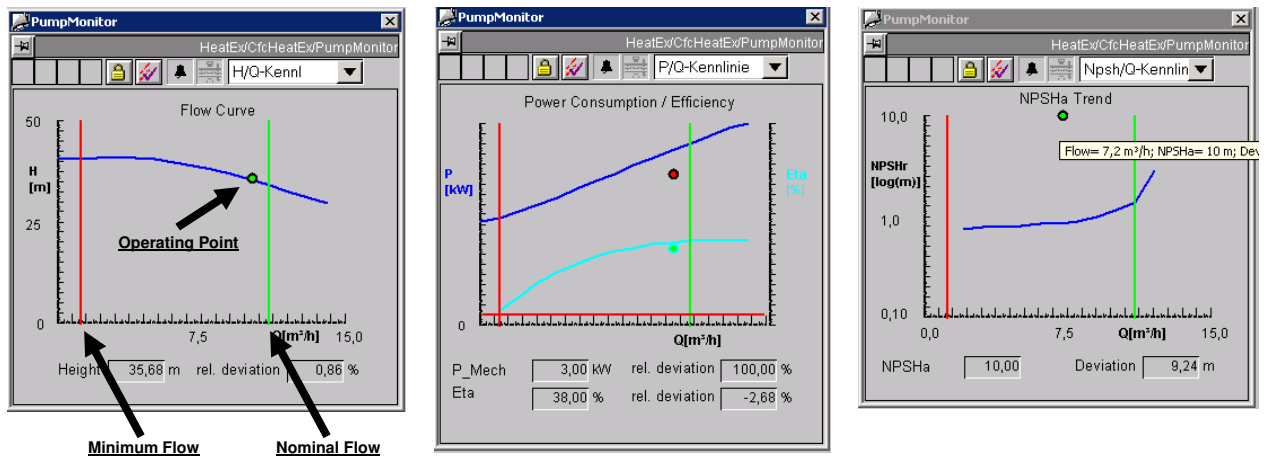 PumpMonitor
HeatEx/CfcHeatEx/PumpMonitor
H/Q-Kennl
Flow Curve
50
H
[m]
25
0
7,5
Q[m³/h]
15,0
Operating Point
Height 35,68 m rel. deviation 0,86 %
Minimum Flow
Nominal Flow
PumpMonitor
HeatEx/CfcHeatEx/PumpMonitor
P/Q-Kennlinie
Power Consumption / Efficiency
P
[kW]
Eta
[%]
0
Q[m³/h]
P_Mech 3,00 kW rel. deviation 100,00 %
Eta 38,00 % rel. deviation -2,68 %
PumpMonitor
HeatEx/CfcHeatEx/PumpMonitor
Npsh/Q-Kennlin
NPSHa Trend
10,0
Flow= 7,2 m³/h; NPSHa= 10 m; Dev
NPSHr
[log(m)]
1,0
0,10
0,0
7,5
Q[m³/h]
15,0
NPSHa 10,00 Deviation 9,24 m